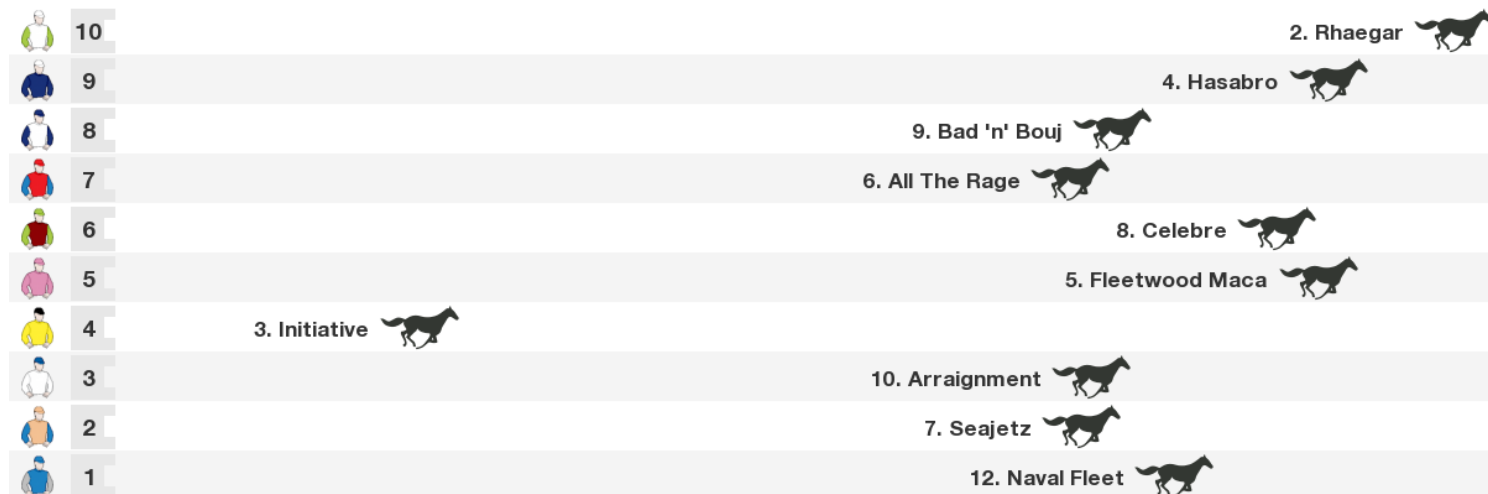 10 2. Rhaegar
9 4. Hasabro
8 9. Bad 'n' Bouj
7 6. All The Rage
6 8. Celebre
5 5. Fleetwood Maca
4 3. Initiative
3 10. Arraignment
2 7. Seajetz
1 12. Naval Fleet